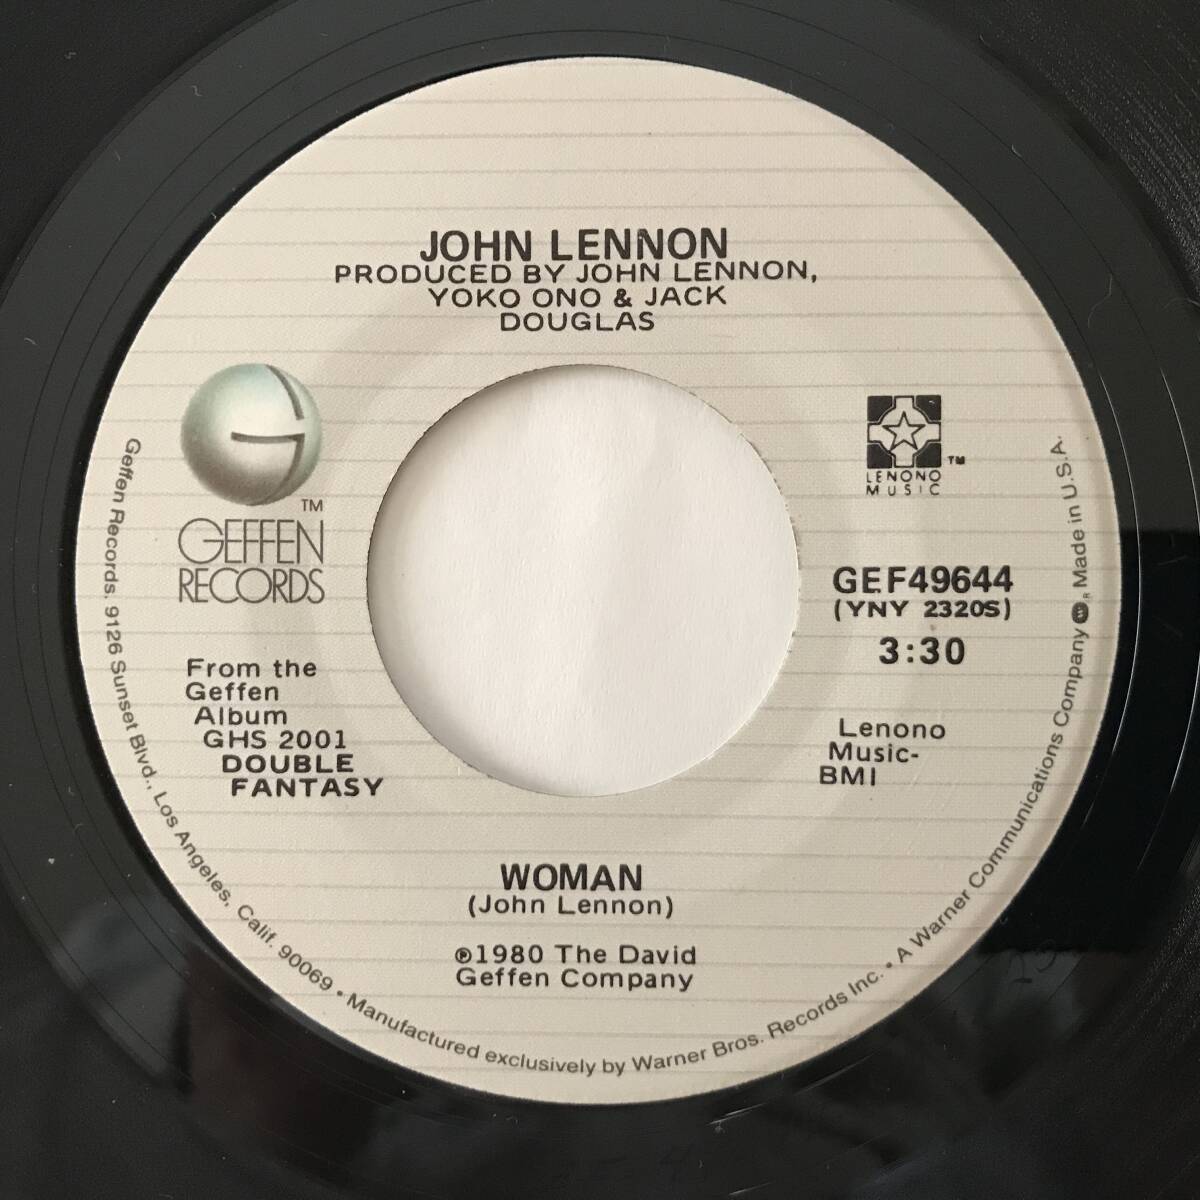 JOHN LENNON
PRODUCED BY JOHN LENNON,
YOKO ONO & JACK
DOUGLAS
TM
GEFFEN
RECORDS
LENONO
MUSIC
TM
GEF49644
(YNY 2320S)
3:30
From the
Geffen
Album
GHS 2001
DOUBLE
FANTASY
Lenono
Music-
BMI
WOMAN
(John Lennon)
℗1980 The David
Geffen Company
Geffen Records. 9126 Sunset Blvd., Los Angeles, Calif. 90069 • Manufactured exclusively by Warner Bros. Records Inc. • A Warner Communications Company ® Made in U.S.A.